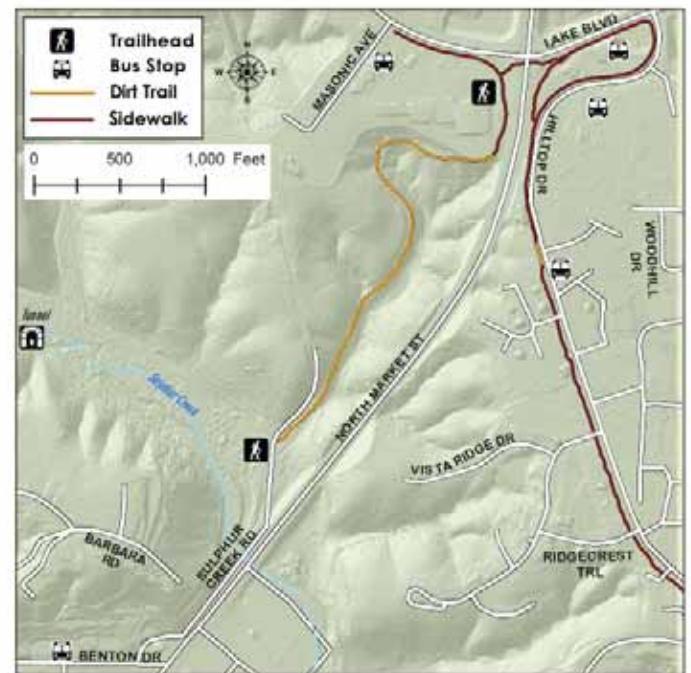 Trailhead
Bus Stop
Dirt Trail
Sidewalk
N
W
E
S
0 500 1,000 Feet
MASONIC AVE
LAKE BLVD
HILLTOP DR
WOODHILL
DR
Tunnel
NORTH MARKET ST
VISTA RIDGE DR
BARBARA
RD
SULPHUR
CREEK RD
RIDGECREST
TRL
BENTON DR